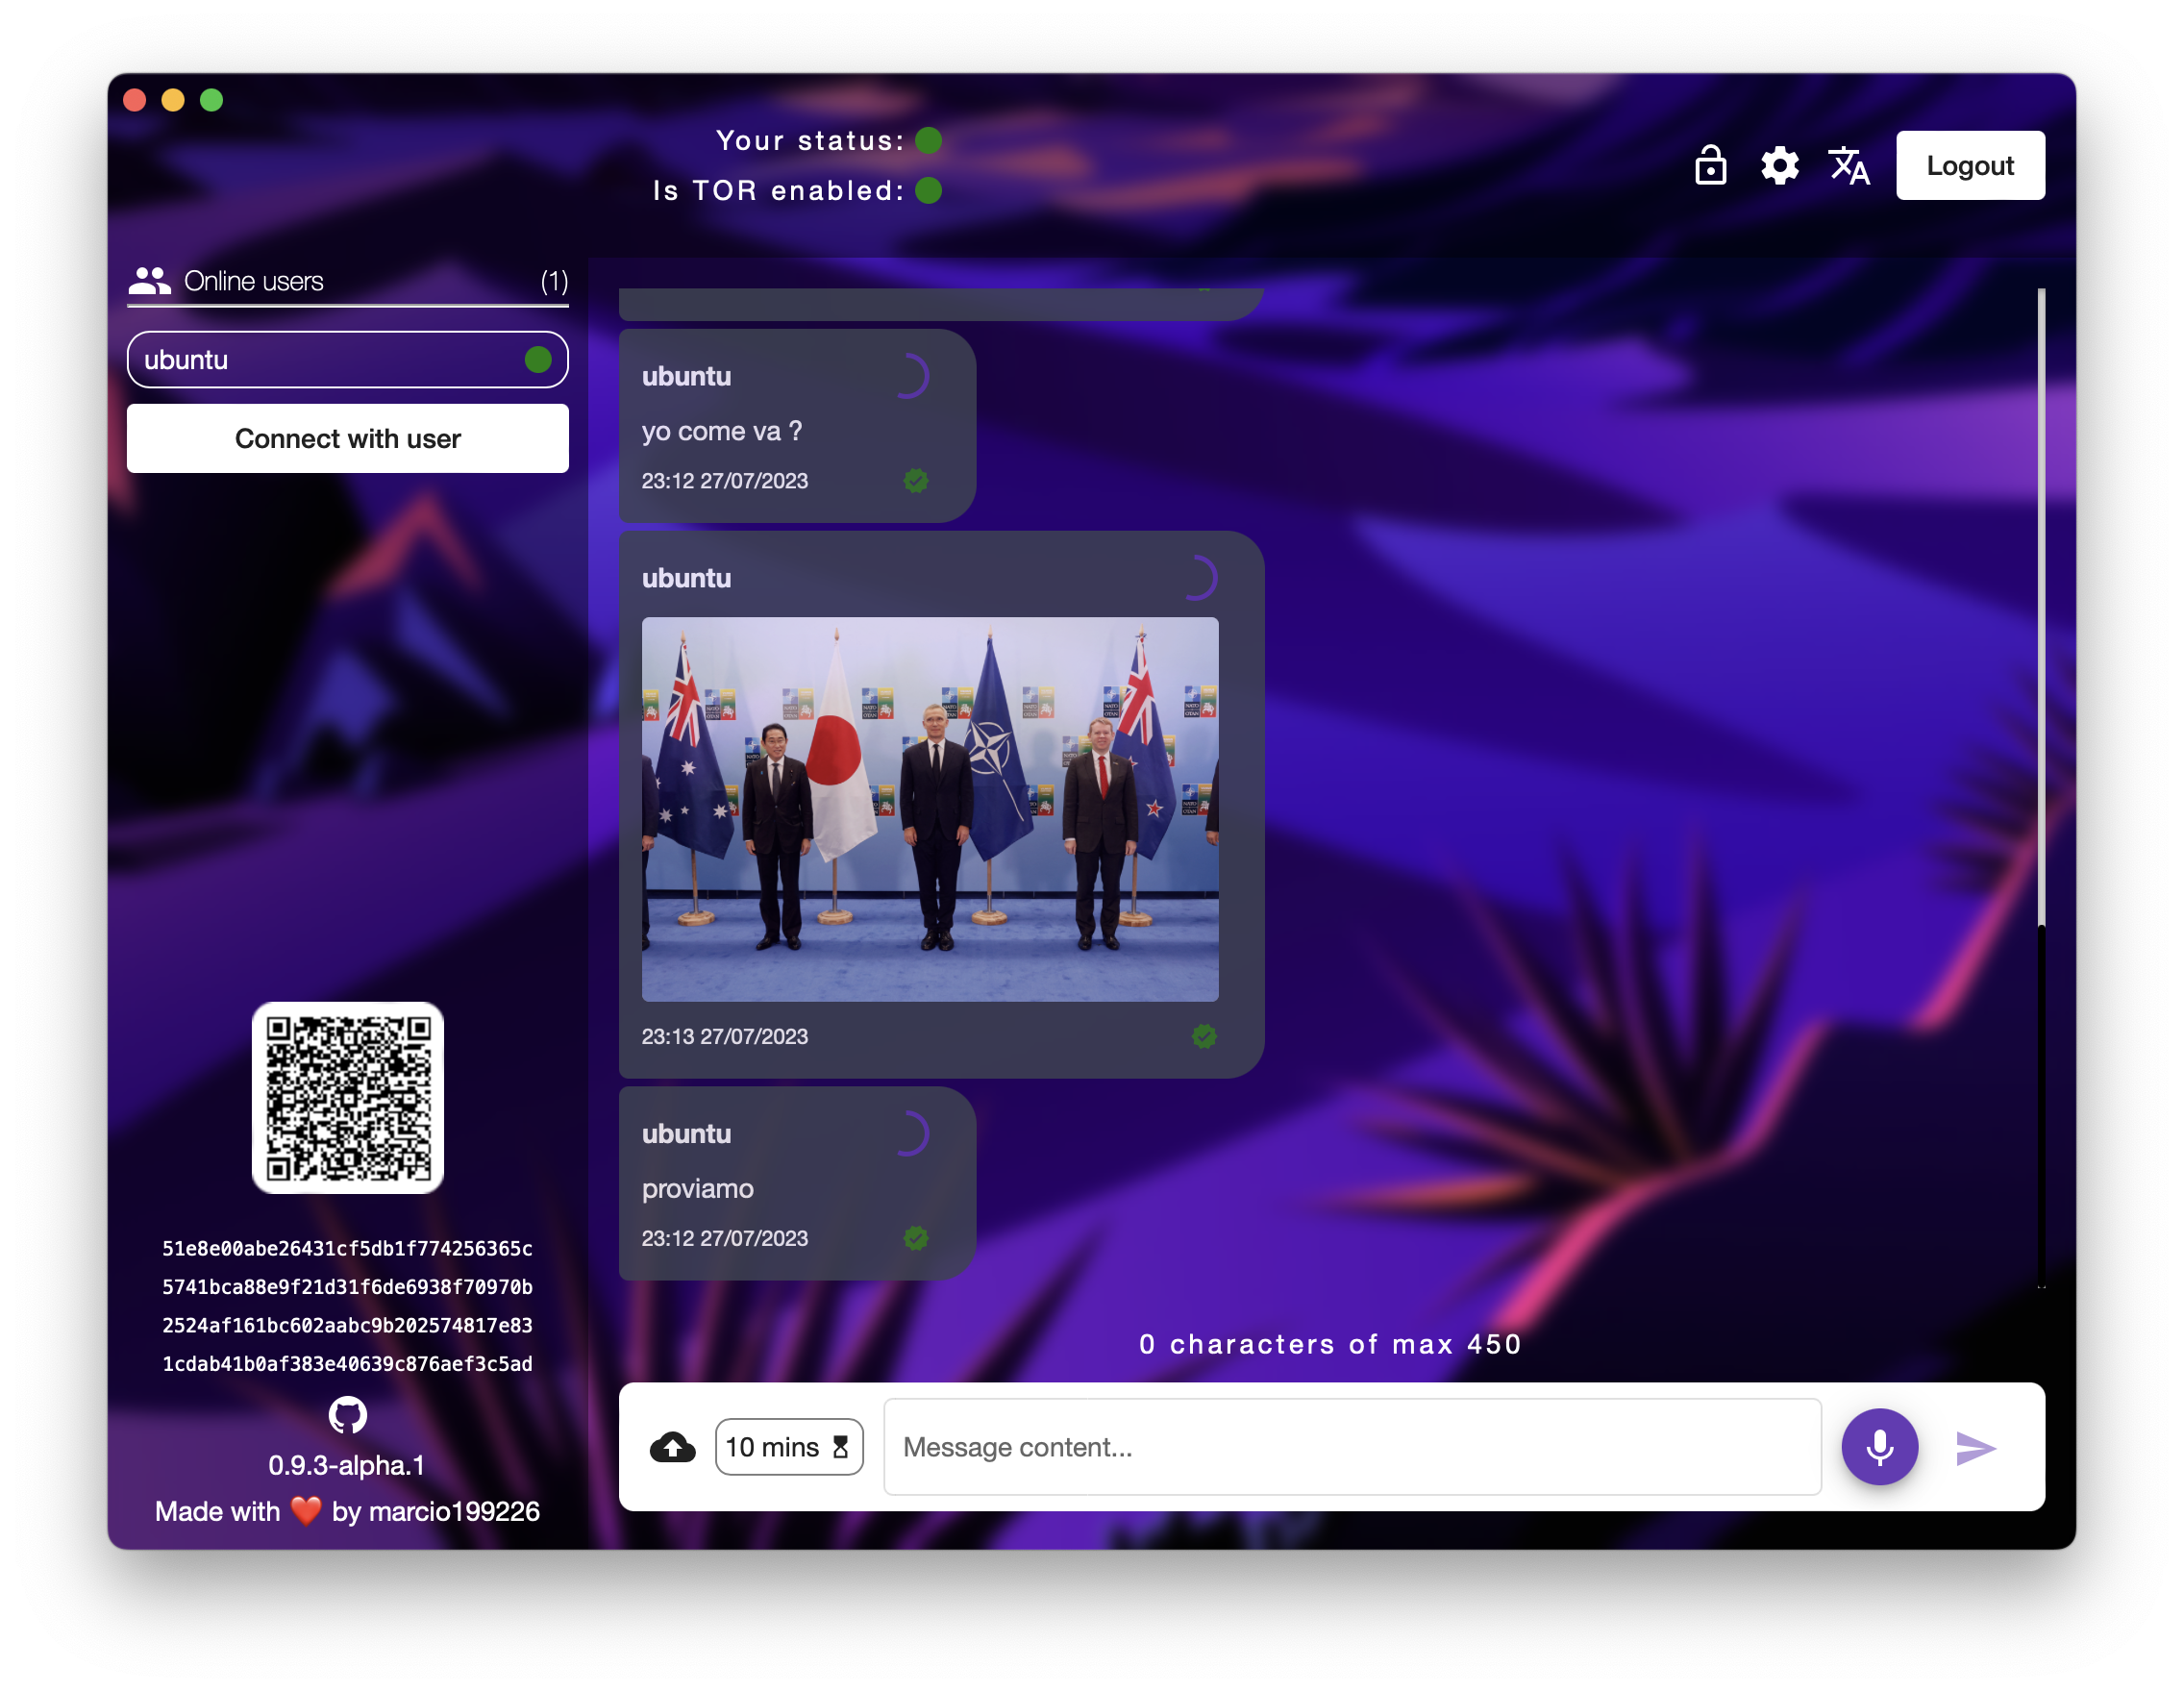 Your status:
Is TOR enabled:
Logout
Online users (1)
ubuntu
Connect with user
ubuntu
yo come va ?
23:12 27/07/2023
ubuntu
NATO
OTAN
23:13 27/07/2023
ubuntu
proviamo
23:12 27/07/2023
51e8e00abe26431cf5db1f774256365c
5741bca88e9f21d31f6de6938f70970b
2524af161bc602aabc9b202574817e83
1cdab41b0af383e40639c876aef3c5ad
0.9.3-alpha.1
Made with ❤️ by marcio199226
0 characters of max 450
10 mins
Message content...